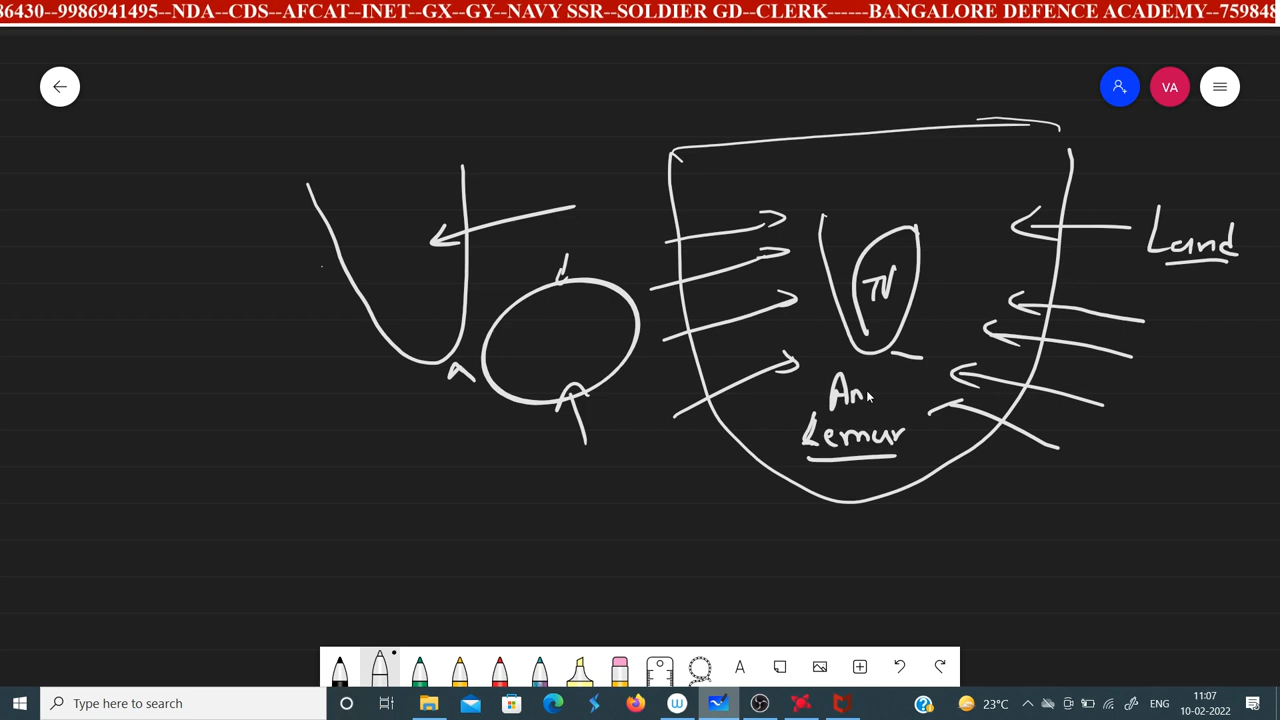 86430--9986941495--NDA--CDS--AFCAT--INET--GX--GY--NAVY SSR--SOLDIER GD--CLERK------BANGALORE DEFENCE ACADEMY--759848
VA
Land
TN
An
Lemur
A
Type here to search
W
23°C
ENG
11:07
10-02-2022